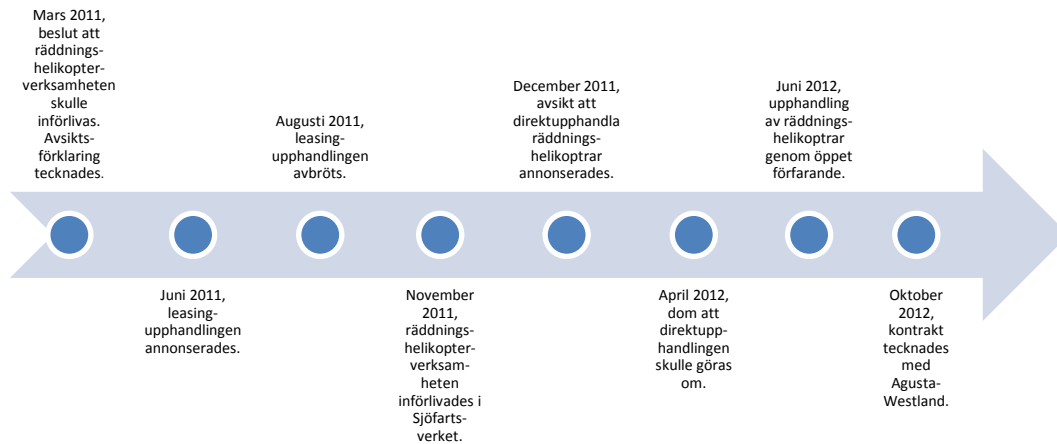 Mars 2011,
beslut att
räddnings-
helikopter-
verksamheten
skulle
införlivas.
Avsikts-
förklaring
tecknades.
Juni 2011,
leasing-
upphandlingen
annonserades.
Augusti 2011,
leasing-
upphandlingen
avbröts.
November
2011,
räddnings-
helikopter-
verksam-
heten
införlivades i
Sjöfarts-
verket.
December 2011,
avsikt att
direktupphandla
räddnings-
helikoptrar
annonserades.
April 2012,
dom att
direktupp-
handlingen
skulle göras
om.
Juni 2012,
upphandling
av räddnings-
helikoptrar
genom öppet
förfarande.
Oktober
2012,
kontrakt
tecknades
med
Agusta-
Westland.